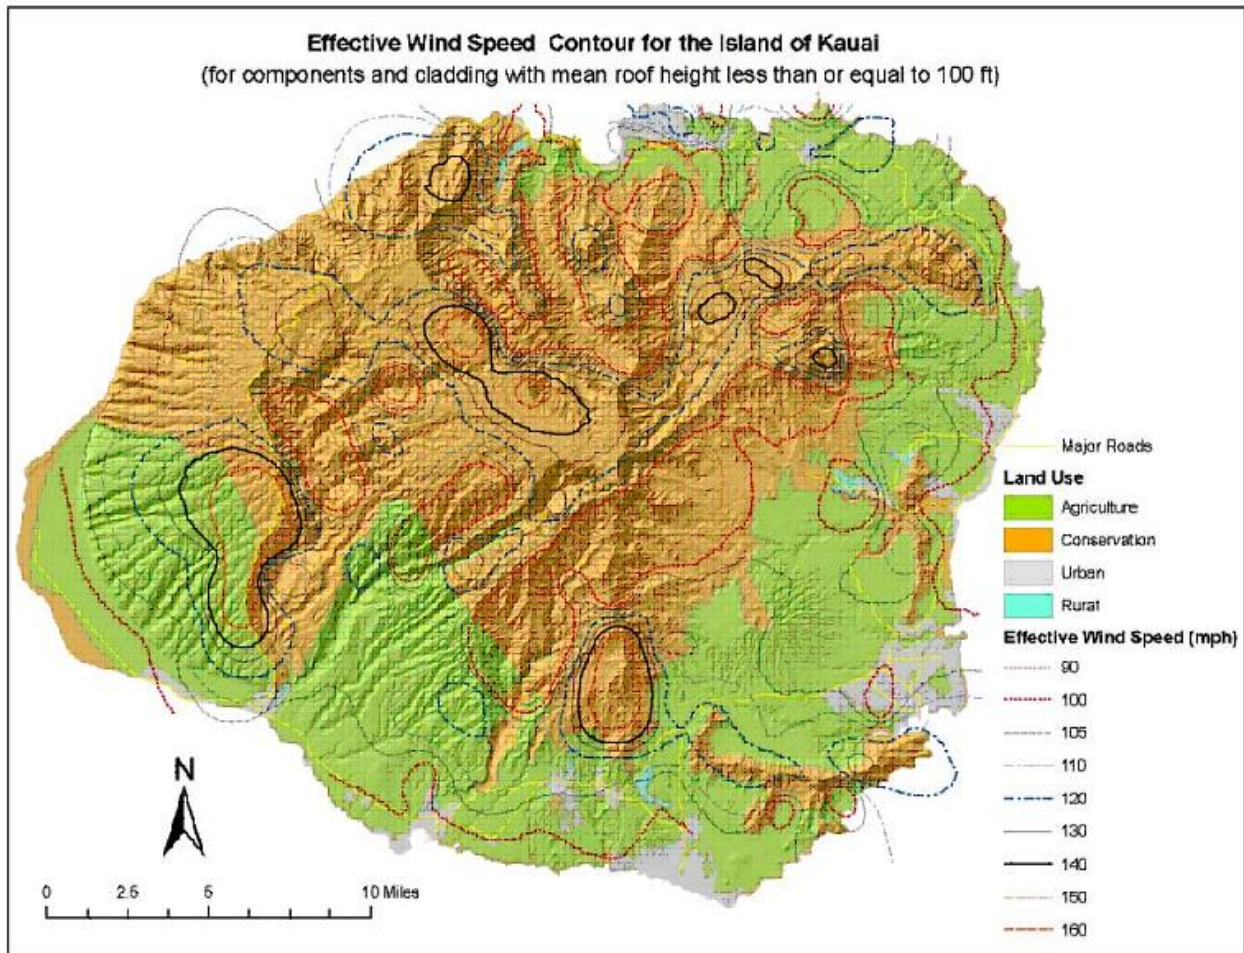 Effective Wind Speed Contour for the Island of Kauai
(for components and cladding with mean roof height less than or equal to 100 ft)
Major Roads
Land Use
Agriculture
Conservation
Urban
Rural
Effective Wind Speed (mph)
90
100
105
110
120
130
140
150
160
N
0 2.5 5 10 Miles